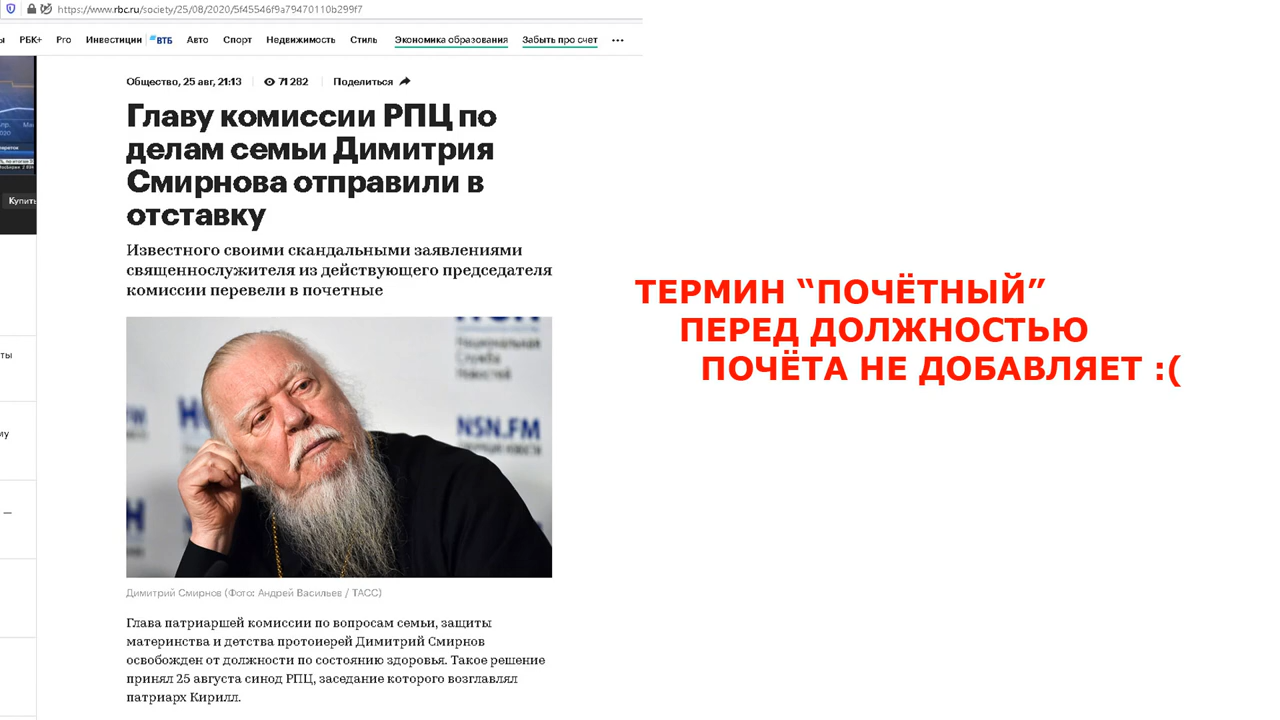 https://www.rbc.ru/society/25/08/2020/5f45546f9a79470110b299f7
ы РБК+ Pro Инвестиции ВТБ Авто Спорт Недвижимость Стиль Экономика образования Забыть про счет
Общество, 25 авг, 21:13 71 282 Поделиться
Главу комиссии РПЦ по
делам семьи Димитрия
Смирнова отправили в
отставку
Известного своими скандальными заявлениями
священнослужителя из действующего председателя
комиссии перевели в почетные
Купить
ты
му
—
Национальная
Служба
Новостей
NSN.FM
Димитрий Смирнов (Фото: Андрей Васильев / ТАСС)
Глава патриаршей комиссии по вопросам семьи, защиты
материнства и детства протоиерей Димитрий Смирнов
освобожден от должности по состоянию здоровья. Такое решение
принял 25 августа синод РПЦ, заседание которого возглавлял
патриарх Кирилл.
ТЕРМИН “ПОЧЁТНЫЙ”
ПЕРЕД ДОЛЖНОСТЬЮ
ПОЧЁТА НЕ ДОБАВЛЯЕТ :(